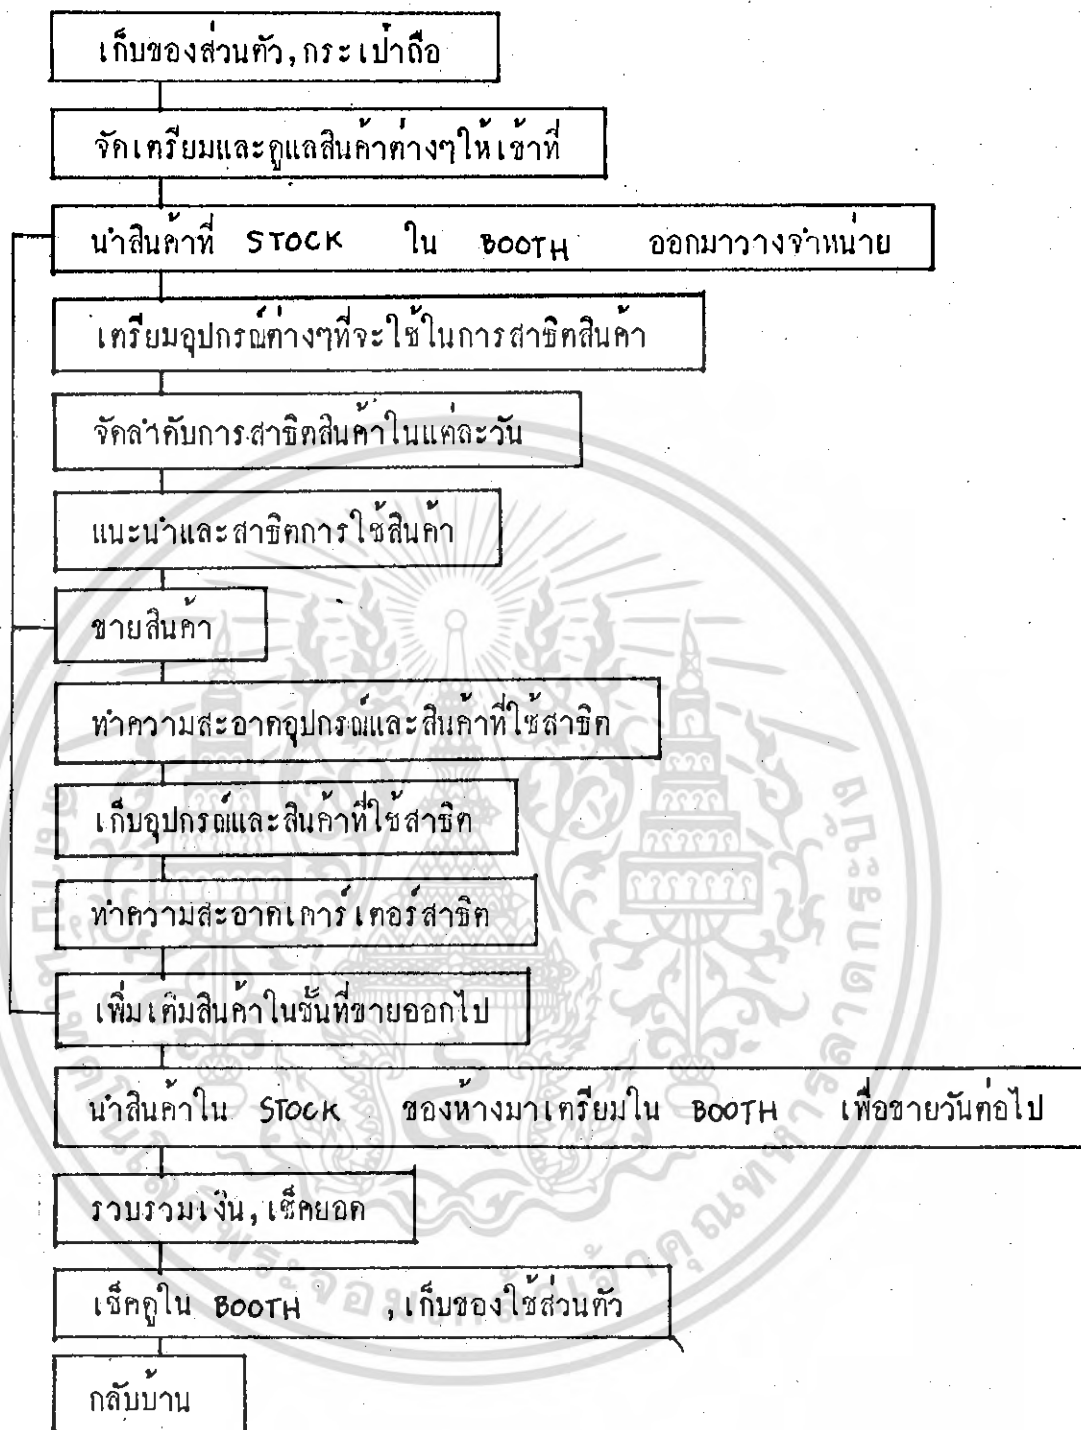 เก็บของส่วนตัว,กระเป๋าถือ
จัดเตรียมและดูแลสินค้าต่างๆให้เข้าที่
นำสินค้าที่ STOCK ใน BOOTH ออกมาวางจำหน่าย
เตรียมอุปกรณ์ต่างๆที่จะใช้ในการสาธิตสินค้า
จัดลำดับการสาธิตสินค้าในแต่ละวัน
แนะนำและสาธิตการใช้สินค้า
ขายสินค้า
ทำความสะอาดอุปกรณ์และสินค้าที่ใช้สาธิต
เก็บอุปกรณ์และสินค้าที่ใช้สาธิต
ทำความสะอาดเคาร์เตอร์สาธิต
เพิ่มเติมสินค้าในชั้นที่ขายออกไป
นำสินค้าใน STOCK ของห้างมาเตรียมใน BOOTH เพื่อขายวันต่อไป
รวบรวมเงิน,เช็คยอด
เช็คดูใน BOOTH ,เก็บของใช้ส่วนตัว
กลับบ้าน